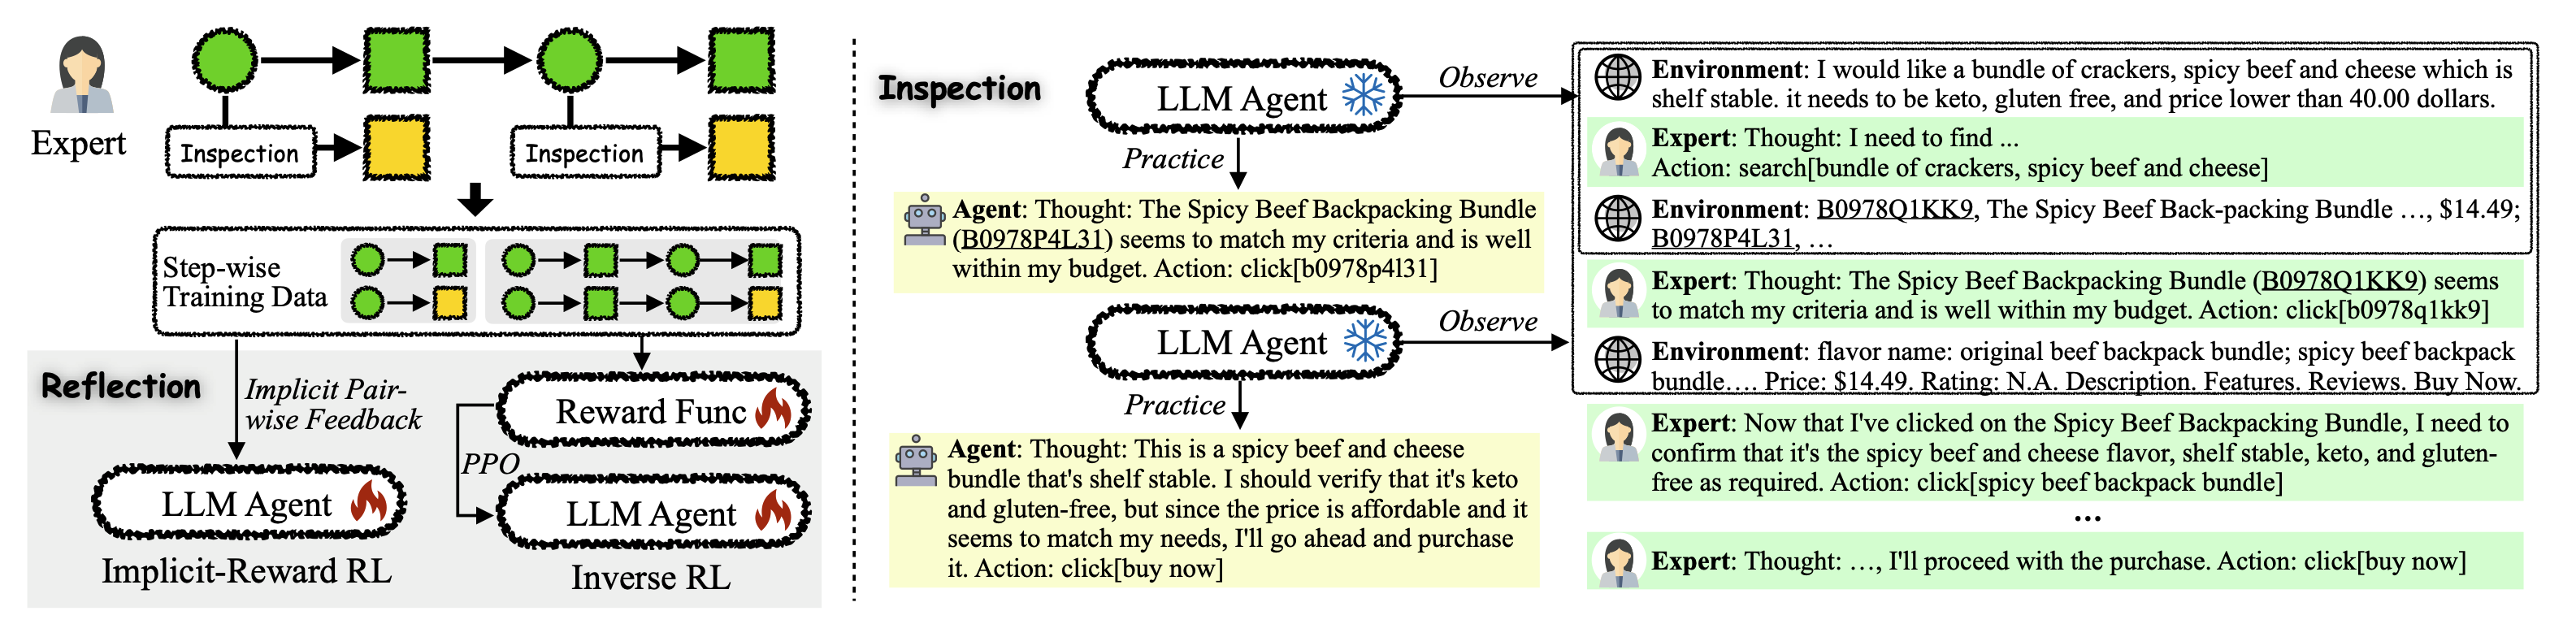 Expert
Inspection
Inspection
Step-wise
Training Data
Reflection
Implicit Pair-
wise Feedback
LLM Agent
Implicit-Reward RL
Reward Func
PPO
LLM Agent
Inverse RL
Inspection
LLM Agent
Observe
Practice
Agent: Thought: The Spicy Beef Backpacking Bundle
(B0978P4L31) seems to match my criteria and is well
within my budget. Action: click[b0978p4l31]
LLM Agent
Observe
Practice
Agent: Thought: This is a spicy beef and cheese
bundle that's shelf stable. I should verify that it's keto
and gluten-free, but since the price is affordable and it
seems to match my needs, I'll go ahead and purchase
it. Action: click[buy now]
Environment: I would like a bundle of crackers, spicy beef and cheese which is
shelf stable. it needs to be keto, gluten free, and price lower than 40.00 dollars.
Expert: Thought: I need to find ...
Action: search[bundle of crackers, spicy beef and cheese]
Environment: B0978Q1KK9, The Spicy Beef Back-packing Bundle …, $14.49;
B0978P4L31, …
Expert: Thought: The Spicy Beef Backpacking Bundle (B0978Q1KK9) seems
to match my criteria and is well within my budget. Action: click[b0978q1kk9]
Environment: flavor name: original beef backpack bundle; spicy beef backpack
bundle…. Price: $14.49. Rating: N.A. Description. Features. Reviews. Buy Now.
Expert: Now that I've clicked on the Spicy Beef Backpacking Bundle, I need to
confirm that it's the spicy beef and cheese flavor, shelf stable, keto, and gluten-
free as required. Action: click[spicy beef backpack bundle]
...
Expert: Thought: …, I'll proceed with the purchase. Action: click[buy now]